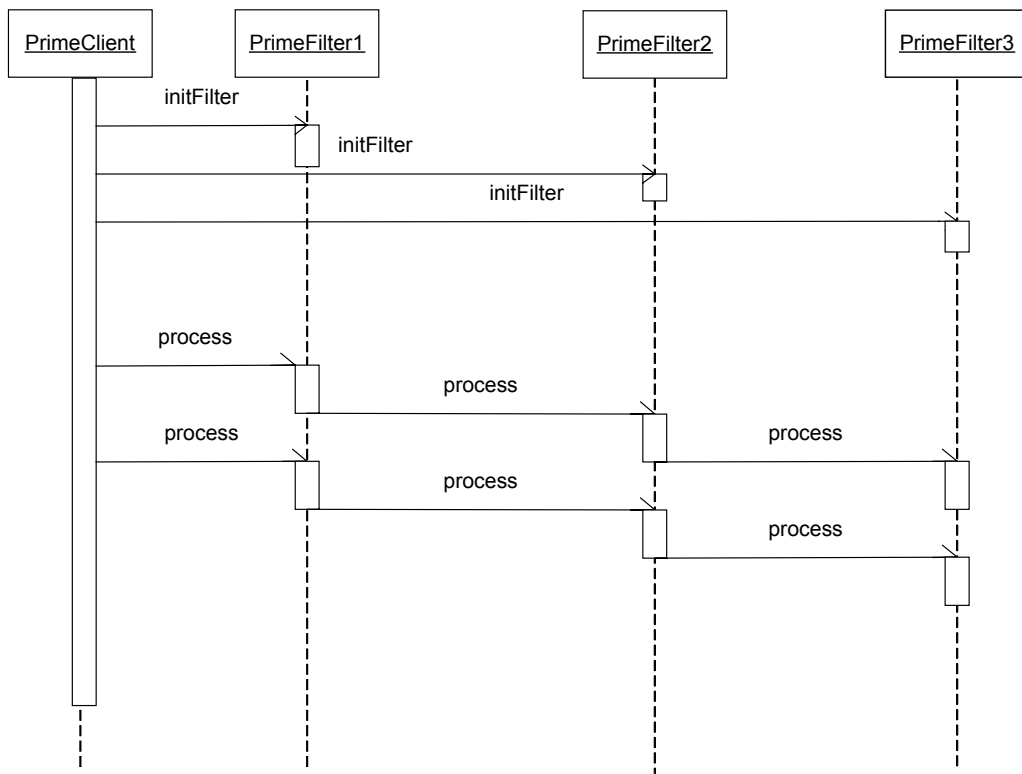 PrimeClient
PrimeFilter1
PrimeFilter2
PrimeFilter3
initFilter
initFilter
initFilter
process
process
process
process
process
process